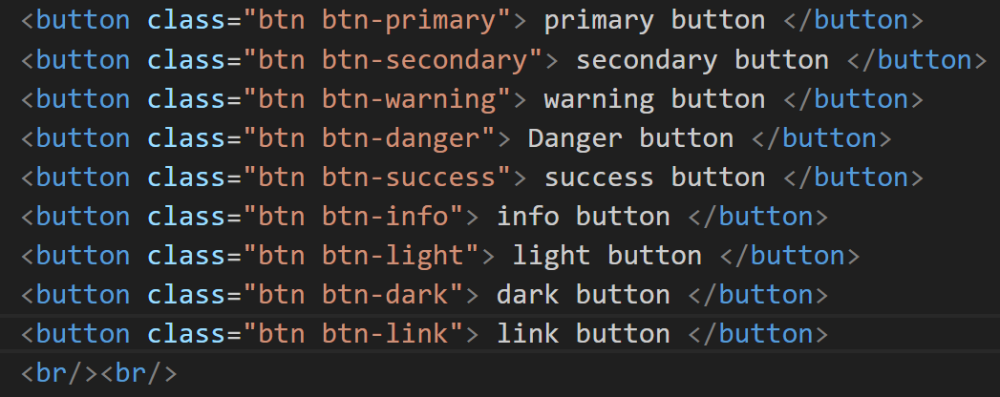 <button class="btn btn-primary"> primary button </button>
<button class="btn btn-secondary"> secondary button </button>
<button class="btn btn-warning"> warning button </button>
<button class="btn btn-danger"> Danger button </button>
<button class="btn btn-success"> success button </button>
<button class="btn btn-info"> info button </button>
<button class="btn btn-light"> light button </button>
<button class="btn btn-dark"> dark button </button>
<button class="btn btn-link"> link button </button>
<br/><br/>